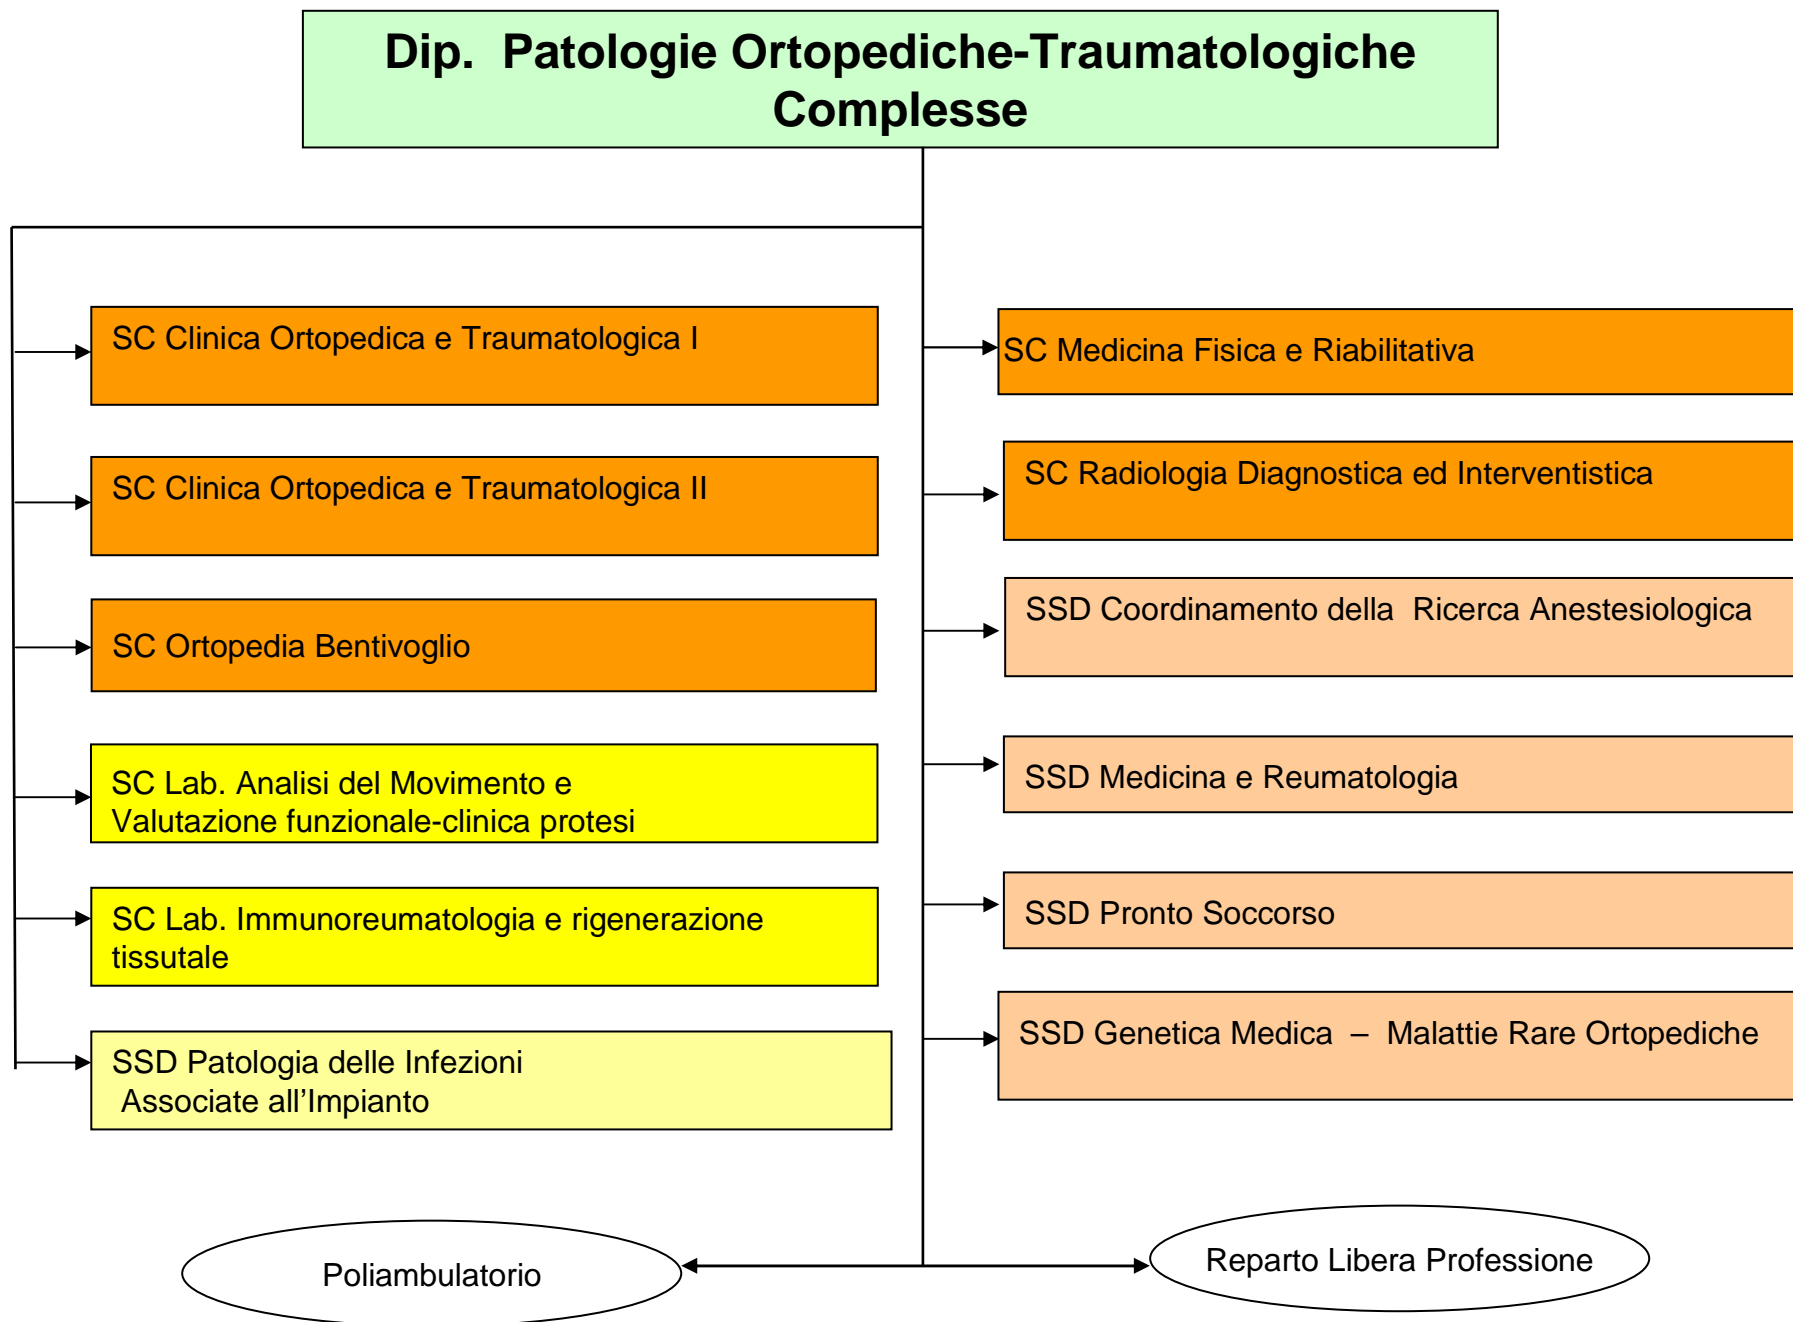 Dip. Patologie Ortopediche-Traumatologiche
Complesse
SC Clinica Ortopedica e Traumatologica I
SC Clinica Ortopedica e Traumatologica II
SC Ortopedia Bentivoglio
SC Lab. Analisi del Movimento e
Valutazione funzionale-clinica protesi
SC Lab. Immunoreumatologia e rigenerazione
tissutale
SSD Patologia delle Infezioni
Associate all’Impianto
SC Medicina Fisica e Riabilitativa
SC Radiologia Diagnostica ed Interventistica
SSD Coordinamento della Ricerca Anestesiologica
SSD Medicina e Reumatologia
SSD Pronto Soccorso
SSD Genetica Medica – Malattie Rare Ortopediche
Poliambulatorio
Reparto Libera Professione